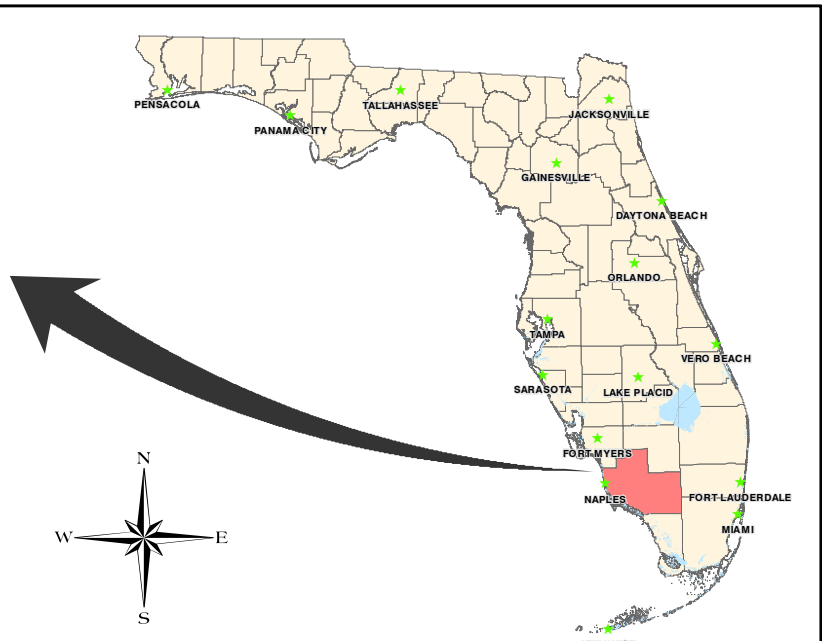 PENSACOLA
TALLAHASSEE
JACKSONVILLE
PANAMA CITY
GAINESVILLE
DAYTONA BEACH
ORLANDO
TAMPA
VERO BEACH
SARASOTA
LAKE PLACID
FORT MYERS
NAPLES
FORT LAUDERDALE
MIAMI
N
W
E
S